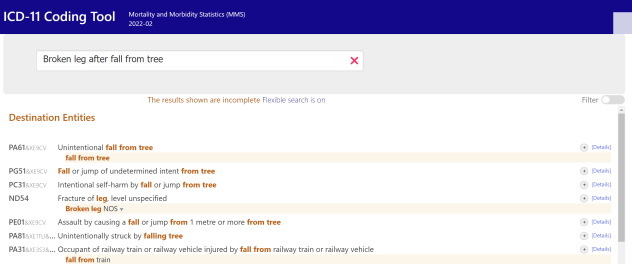 ICD-11 Coding Tool Mortality and Morbidity Statistics (MMS)
2022-02
Broken leg after fall from tree
The results shown are incomplete Flexible search is on
Filter
Destination Entities
PA61&XE9CV Unintentional fall from tree [Details]
fall from tree
PG51&XE9CV Fall or jump of undetermined intent from tree [Details]
PC31&XE9CV Intentional self-harm by fall or jump from tree [Details]
ND54 Fracture of leg, level unspecified [Details]
Broken leg NOS
PE01&XE9CV Assault by causing a fall or jump from 1 metre or more from tree [Details]
PA81 Unintentionally struck by falling tree [Details]
PA31 Occupant of railway train or railway vehicle injured by fall from railway train or railway vehicle [Details]
fall from train